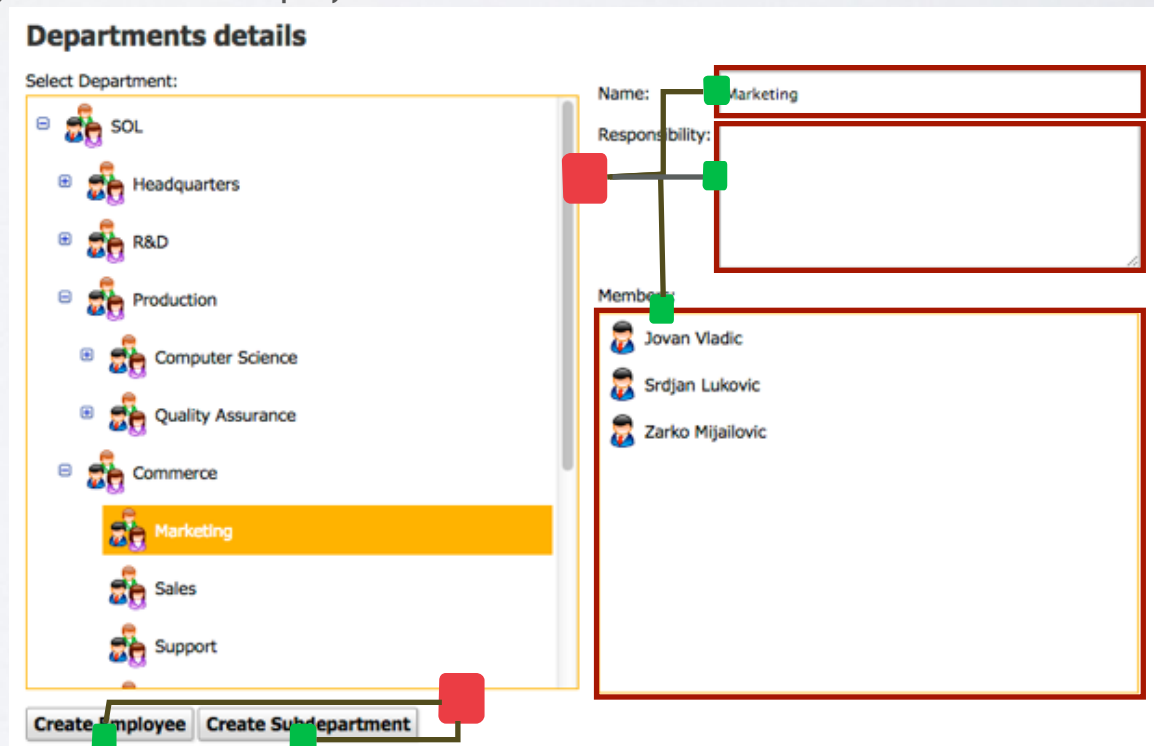 Departments details
Select Department:
SOL
Headquarters
R&D
Production
Computer Science
Quality Assurance
Commerce
Marketing
Sales
Support
Create Employee
Create Subdepartment
Name:
Marketing
Responsibility:
Members:
Jovan Vladic
Srdjan Lukovic
Zarko Mijailovic